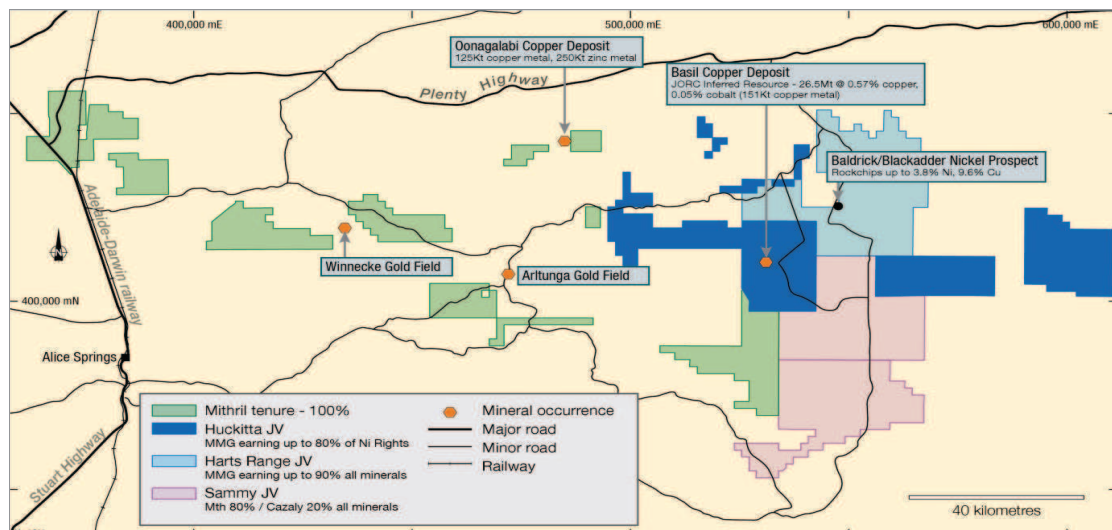 400,000 mE
500,000 mE
600,000 mE
Oonagalabi Copper Deposit
125Kt copper metal, 250Kt zinc metal
Plenty Highway
Basil Copper Deposit
JORC Inferred Resource - 26.5Mt @ 0.57% copper,
0.05% cobalt (151Kt copper metal)
Baldrick/Blackadder Nickel Prospect
Rockchips up to 3.8% Ni, 9.6% Cu
Adelaide-Darwin railway
N
Winnecke Gold Field
Arltunga Gold Field
400,000 mN
Alice Springs
Stuart Highway
Mithril tenure - 100%
Huckitta JV
MMG earning up to 80% of Ni Rights
Harts Range JV
MMG earning up to 90% all minerals
Sammy JV
Mth 80% / Cazaly 20% all minerals
Mineral occurrence
Major road
Minor road
Railway
40 kilometres